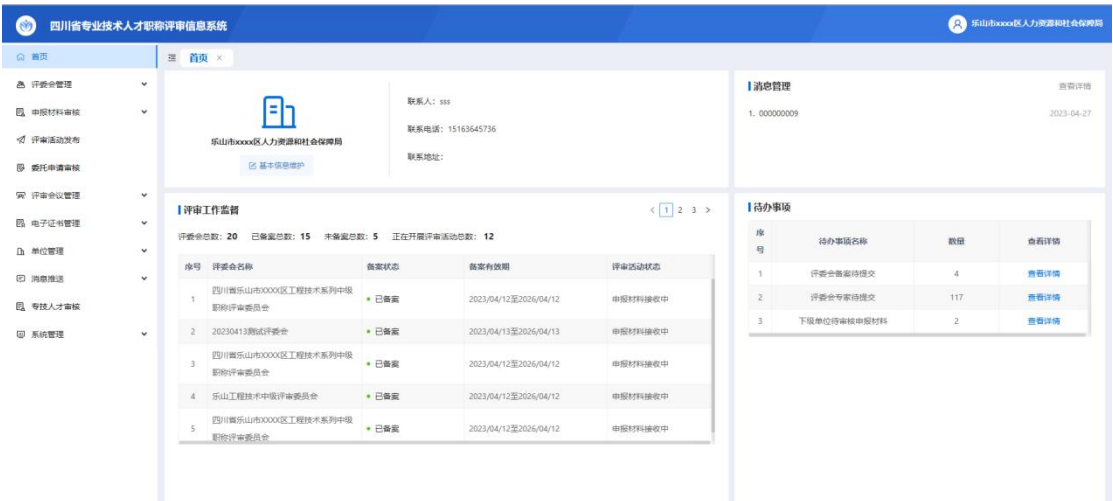 四川省专业技术人才职称评审信息系统
乐山市xxxx区人力资源和社会保障局
首页
评委会管理
申报材料审核
评审活动发布
委托申请审核
评审会议管理
电子证书管理
单位管理
消息推送
专技人才审核
系统管理
首页 ×
乐山市xxxx区人力资源和社会保障局
基本信息维护
联系人：sss
联系电话：15163645736
联系地址：
消息管理 查看详情
1. 000000009 2023-04-27
评审工作监督 < 1 2 3 >
评委会总数：20 已备案总数：15 未备案总数：5 正在开展评审活动总数：12
序号 评委会名称 备案状态 备案有效期 评审活动状态
1 四川省乐山市XXXX区工程技术系列中级 已备案 2023/04/12至2026/04/12 申报材料接收中
职称评审委员会
2 20230413测试评委会 已备案 2023/04/13至2026/04/13 申报材料接收中
3 四川省乐山市XXXX区工程技术系列中级 已备案 2023/04/12至2026/04/12 申报材料接收中
职称评审委员会
4 乐山工程技术中级评审委员会 已备案 2023/04/12至2026/04/12 申报材料接收中
5 四川省乐山市XXXX区工程技术系列中级 已备案 2023/04/12至2026/04/12 申报材料接收中
职称评审委员会
待办事项
序号 待办事项名称 数量 查看详情
1 评委会备案待提交 4 查看详情
2 评委会专家待提交 117 查看详情
3 下级单位待审核申报材料 2 查看详情